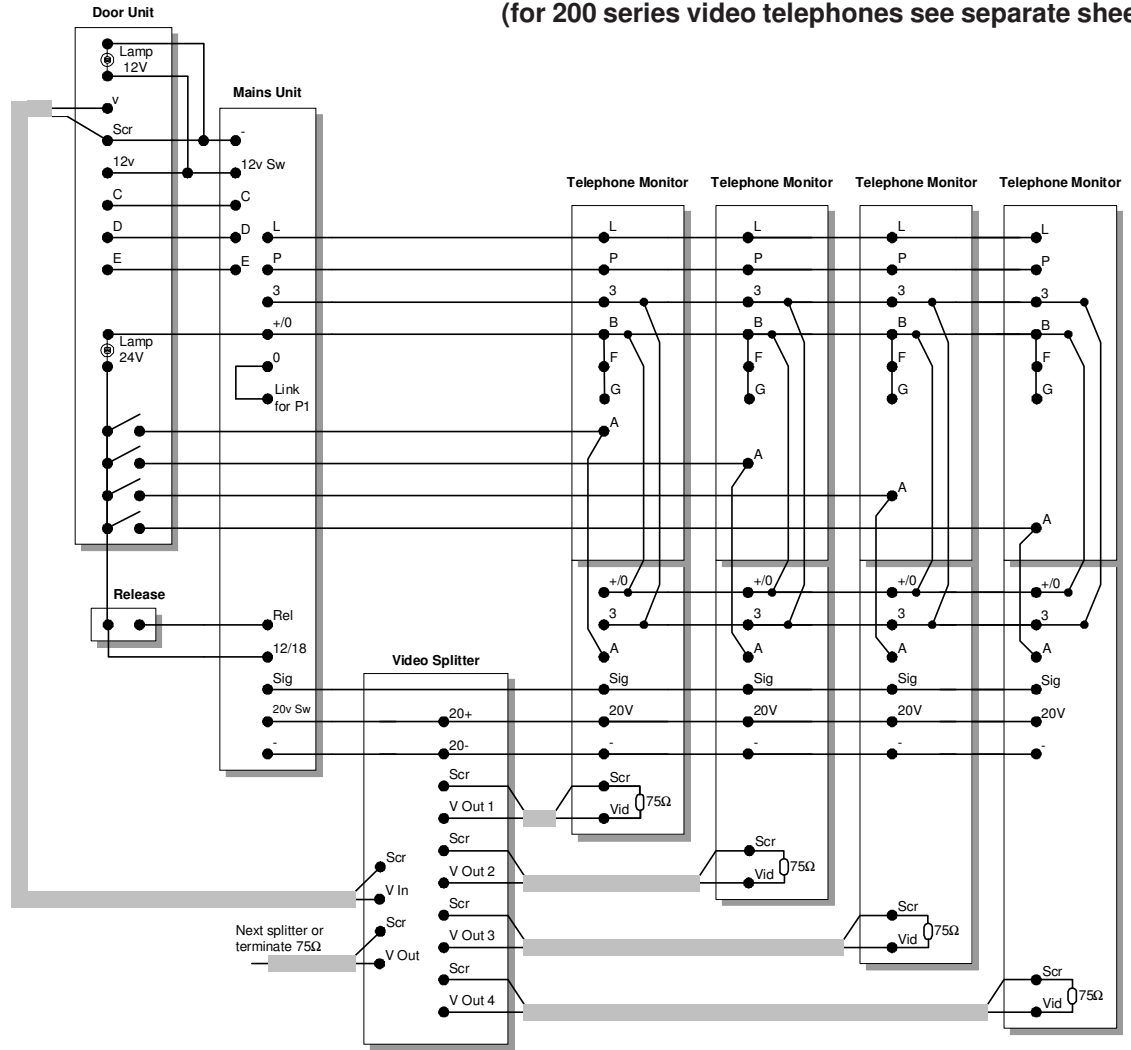 (for 200 series video telephones see separate shee
Door Unit
Lamp
12V
v
Scr
12v
C
D
E
Lamp
24V
Mains Unit
-
12v Sw
C
D
E
L
P
3
+/0
0
Link
for P1
Rel
12/18
Sig
20v Sw
-
Release
Telephone Monitor
L
P
3
B
F
G
A
+/0
3
A
Sig
20V
-
Scr
Vid
75Ω
Telephone Monitor
L
P
3
B
F
G
A
+/0
3
A
Sig
20V
-
Scr
Vid
75Ω
Telephone Monitor
L
P
3
B
F
G
A
+/0
3
A
Sig
20V
-
Scr
Vid
75Ω
Telephone Monitor
L
P
3
B
F
G
A
+/0
3
A
Sig
20V
-
Scr
Vid
75Ω
Video Splitter
20+
20-
Scr
V Out 1
Scr
V Out 2
Scr
V Out 3
Scr
V Out 4
Scr
V In
Scr
V Out
Next splitter or
terminate 75Ω